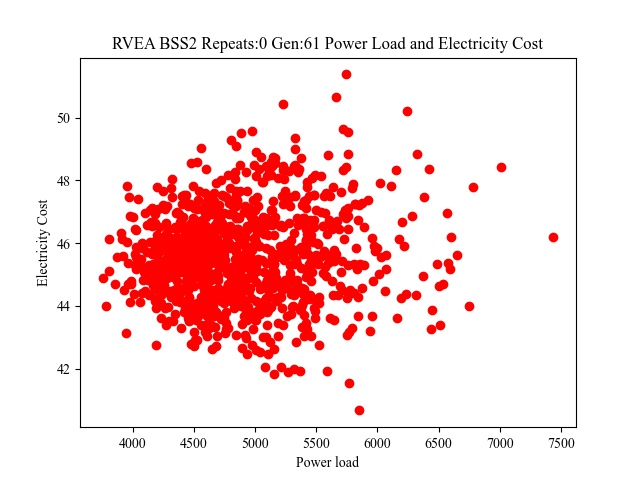 RVEA BSS2 Repeats:0 Gen:61 Power Load and Electricity Cost
Electricity Cost
50
48
46
44
42
4000 4500 5000 5500 6000 6500 7000 7500
Power load